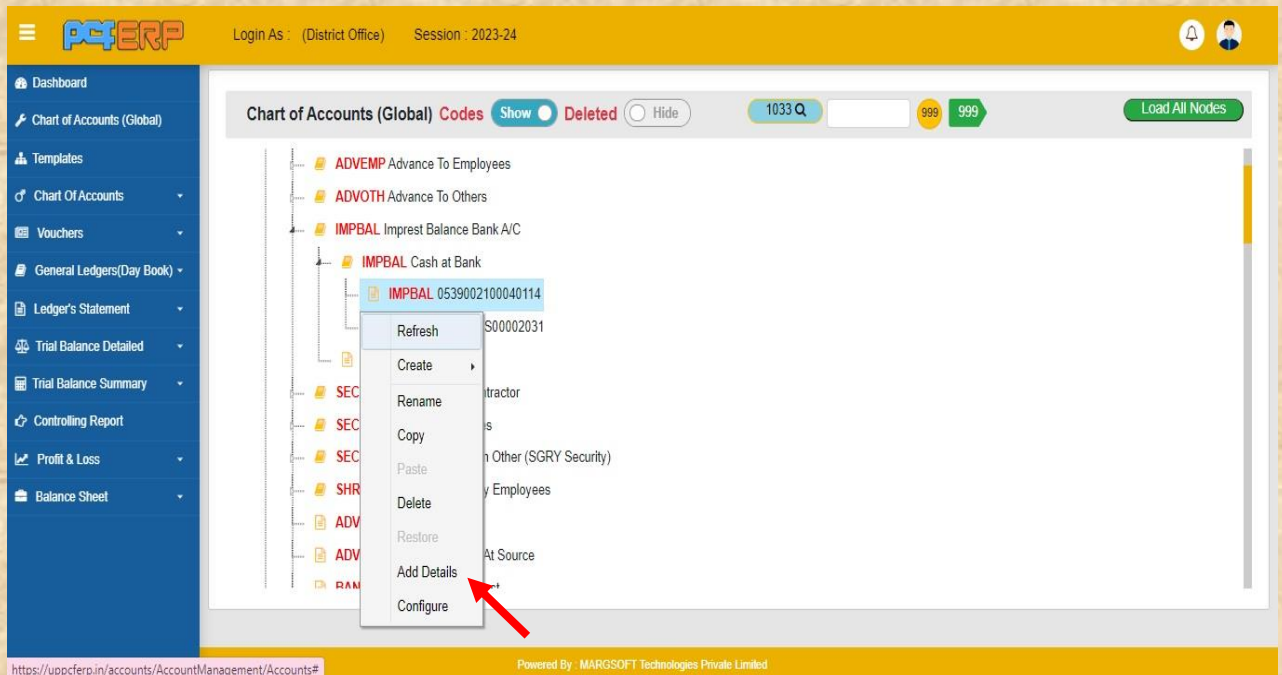 PCFERP
Login As : (District Office) Session : 2023-24
Dashboard
Chart of Accounts (Global)
Templates
Chart Of Accounts
Vouchers
General Ledgers(Day Book)
Ledger's Statement
Trial Balance Detailed
Trial Balance Summary
Controlling Report
Profit & Loss
Balance Sheet
Chart of Accounts (Global) Codes Show Deleted Hide 1033 999 999 Load All Nodes
ADVEMP Advance To Employees
ADVOTH Advance To Others
IMPBAL Imprest Balance Bank A/C
IMPBAL Cash at Bank
IMPBAL 0539002100040114
S00002031
SEC tractor
SEC s
SEC n Other (SGRY Security)
SHR y Employees
ADV
ADV At Source
BAN
Refresh
Create
Rename
Copy
Paste
Delete
Restore
Add Details
Configure
https://uppcferp.in/accounts/AccountManagement/Accounts#
Powered By : MARGSOFT Technologies Private Limited